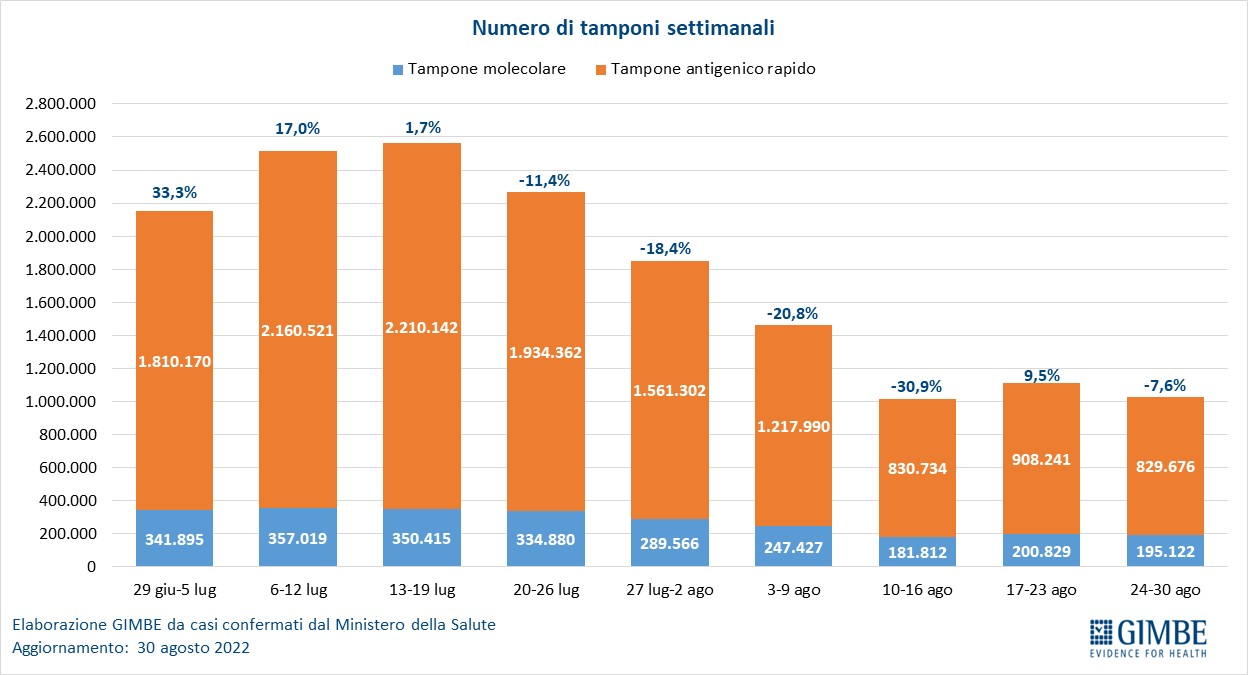 Numero di tamponi settimanali
Tampone molecolare Tampone antigenico rapido
2.800.000
2.600.000
2.400.000
2.200.000
2.000.000
1.800.000
1.600.000
1.400.000
1.200.000
1.000.000
800.000
600.000
400.000
200.000
0
33,3% 17,0% 1,7% -11,4% -18,4% -20,8% -30,9% 9,5% -7,6%
1.810.170 2.160.521 2.210.142 1.934.362 1.561.302 1.217.990 830.734 908.241 829.676
341.895 357.019 350.415 334.880 289.566 247.427 181.812 200.829 195.122
29 giu-5 lug 6-12 lug 13-19 lug 20-26 lug 27 lug-2 ago 3-9 ago 10-16 ago 17-23 ago 24-30 ago
Elaborazione GIMBE da casi confermati dal Ministero della Salute
Aggiornamento: 30 agosto 2022
GIMBE
EVIDENCE FOR HEALTH